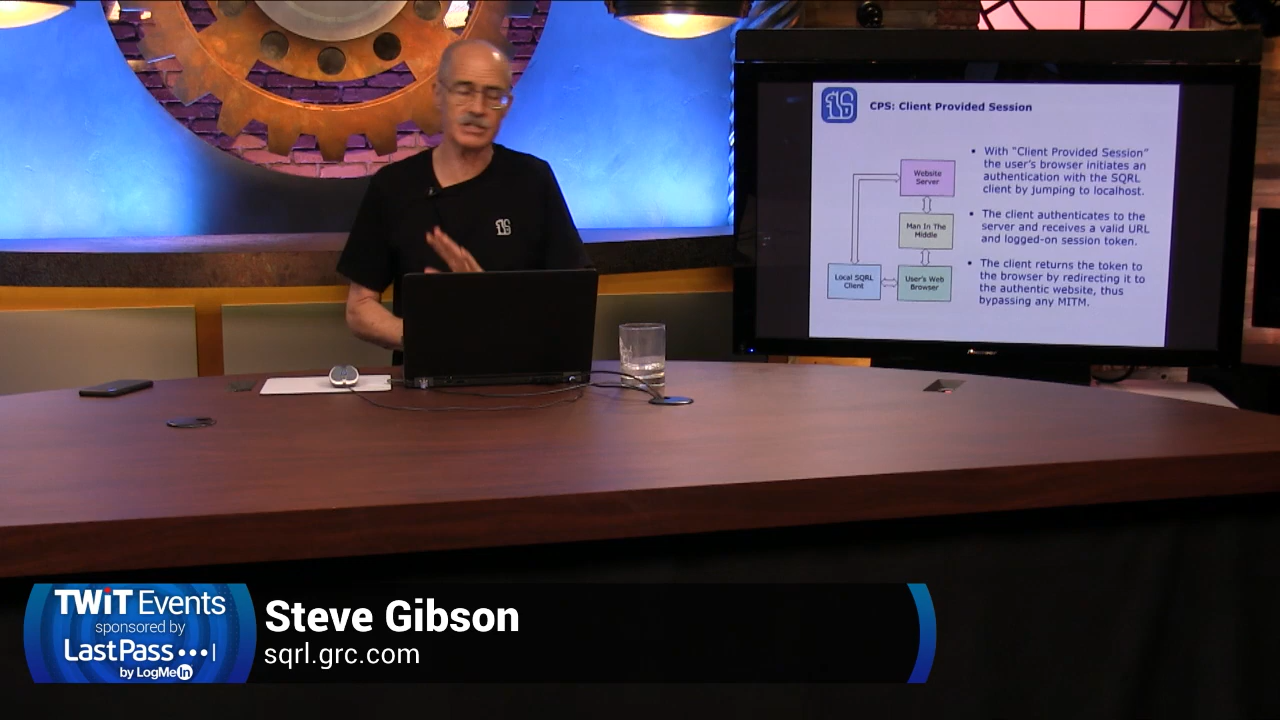 CPS: Client Provided Session
Website
Server
Man In The
Middle
Local SQRL
Client
User's Web
Browser
• With "Client Provided Session"
the user's browser initiates an
authentication with the SQRL
client by jumping to localhost.
• The client authenticates to the
server and receives a valid URL
and logged-on session token.
• The client returns the token to
the browser by redirecting it to
the authentic website, thus
bypassing any MITM.
TWiT Events
sponsored by
LastPass •••|
by LogMeIn
Steve Gibson
sqrl.grc.com